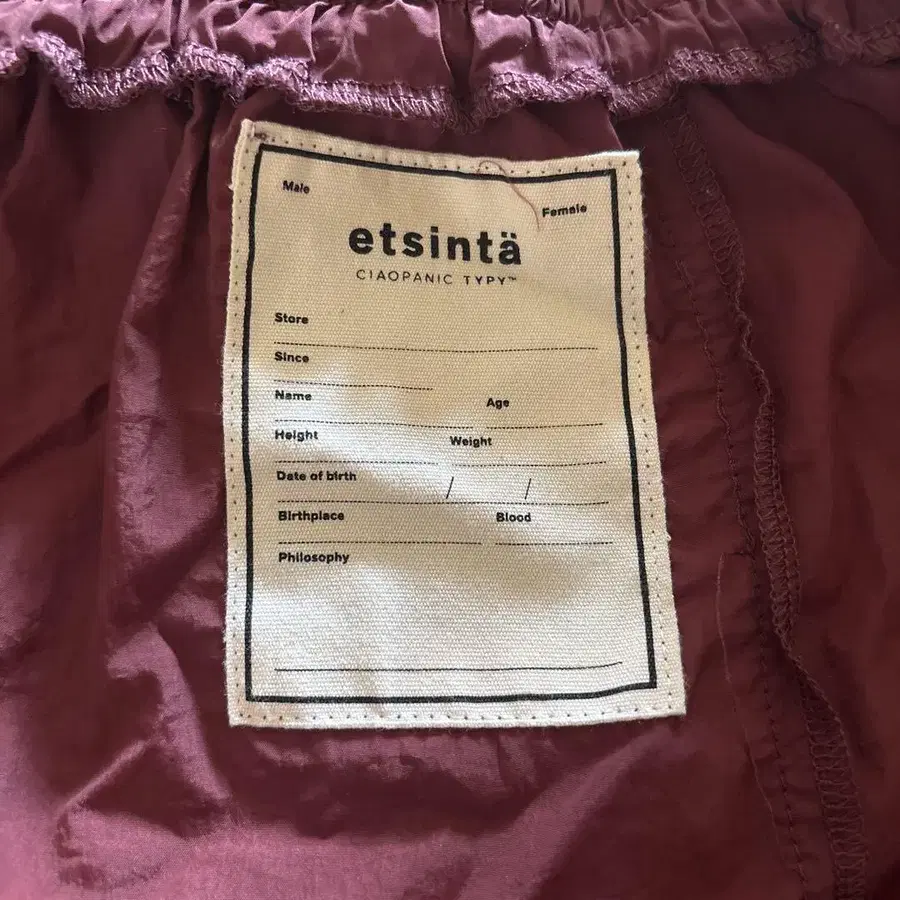 Male
Female
etsintä
CIAOPANIC TYPY™
Store
Since
Name Age
Height Weight
Date of birth / /
Birthplace Blood
Philosophy